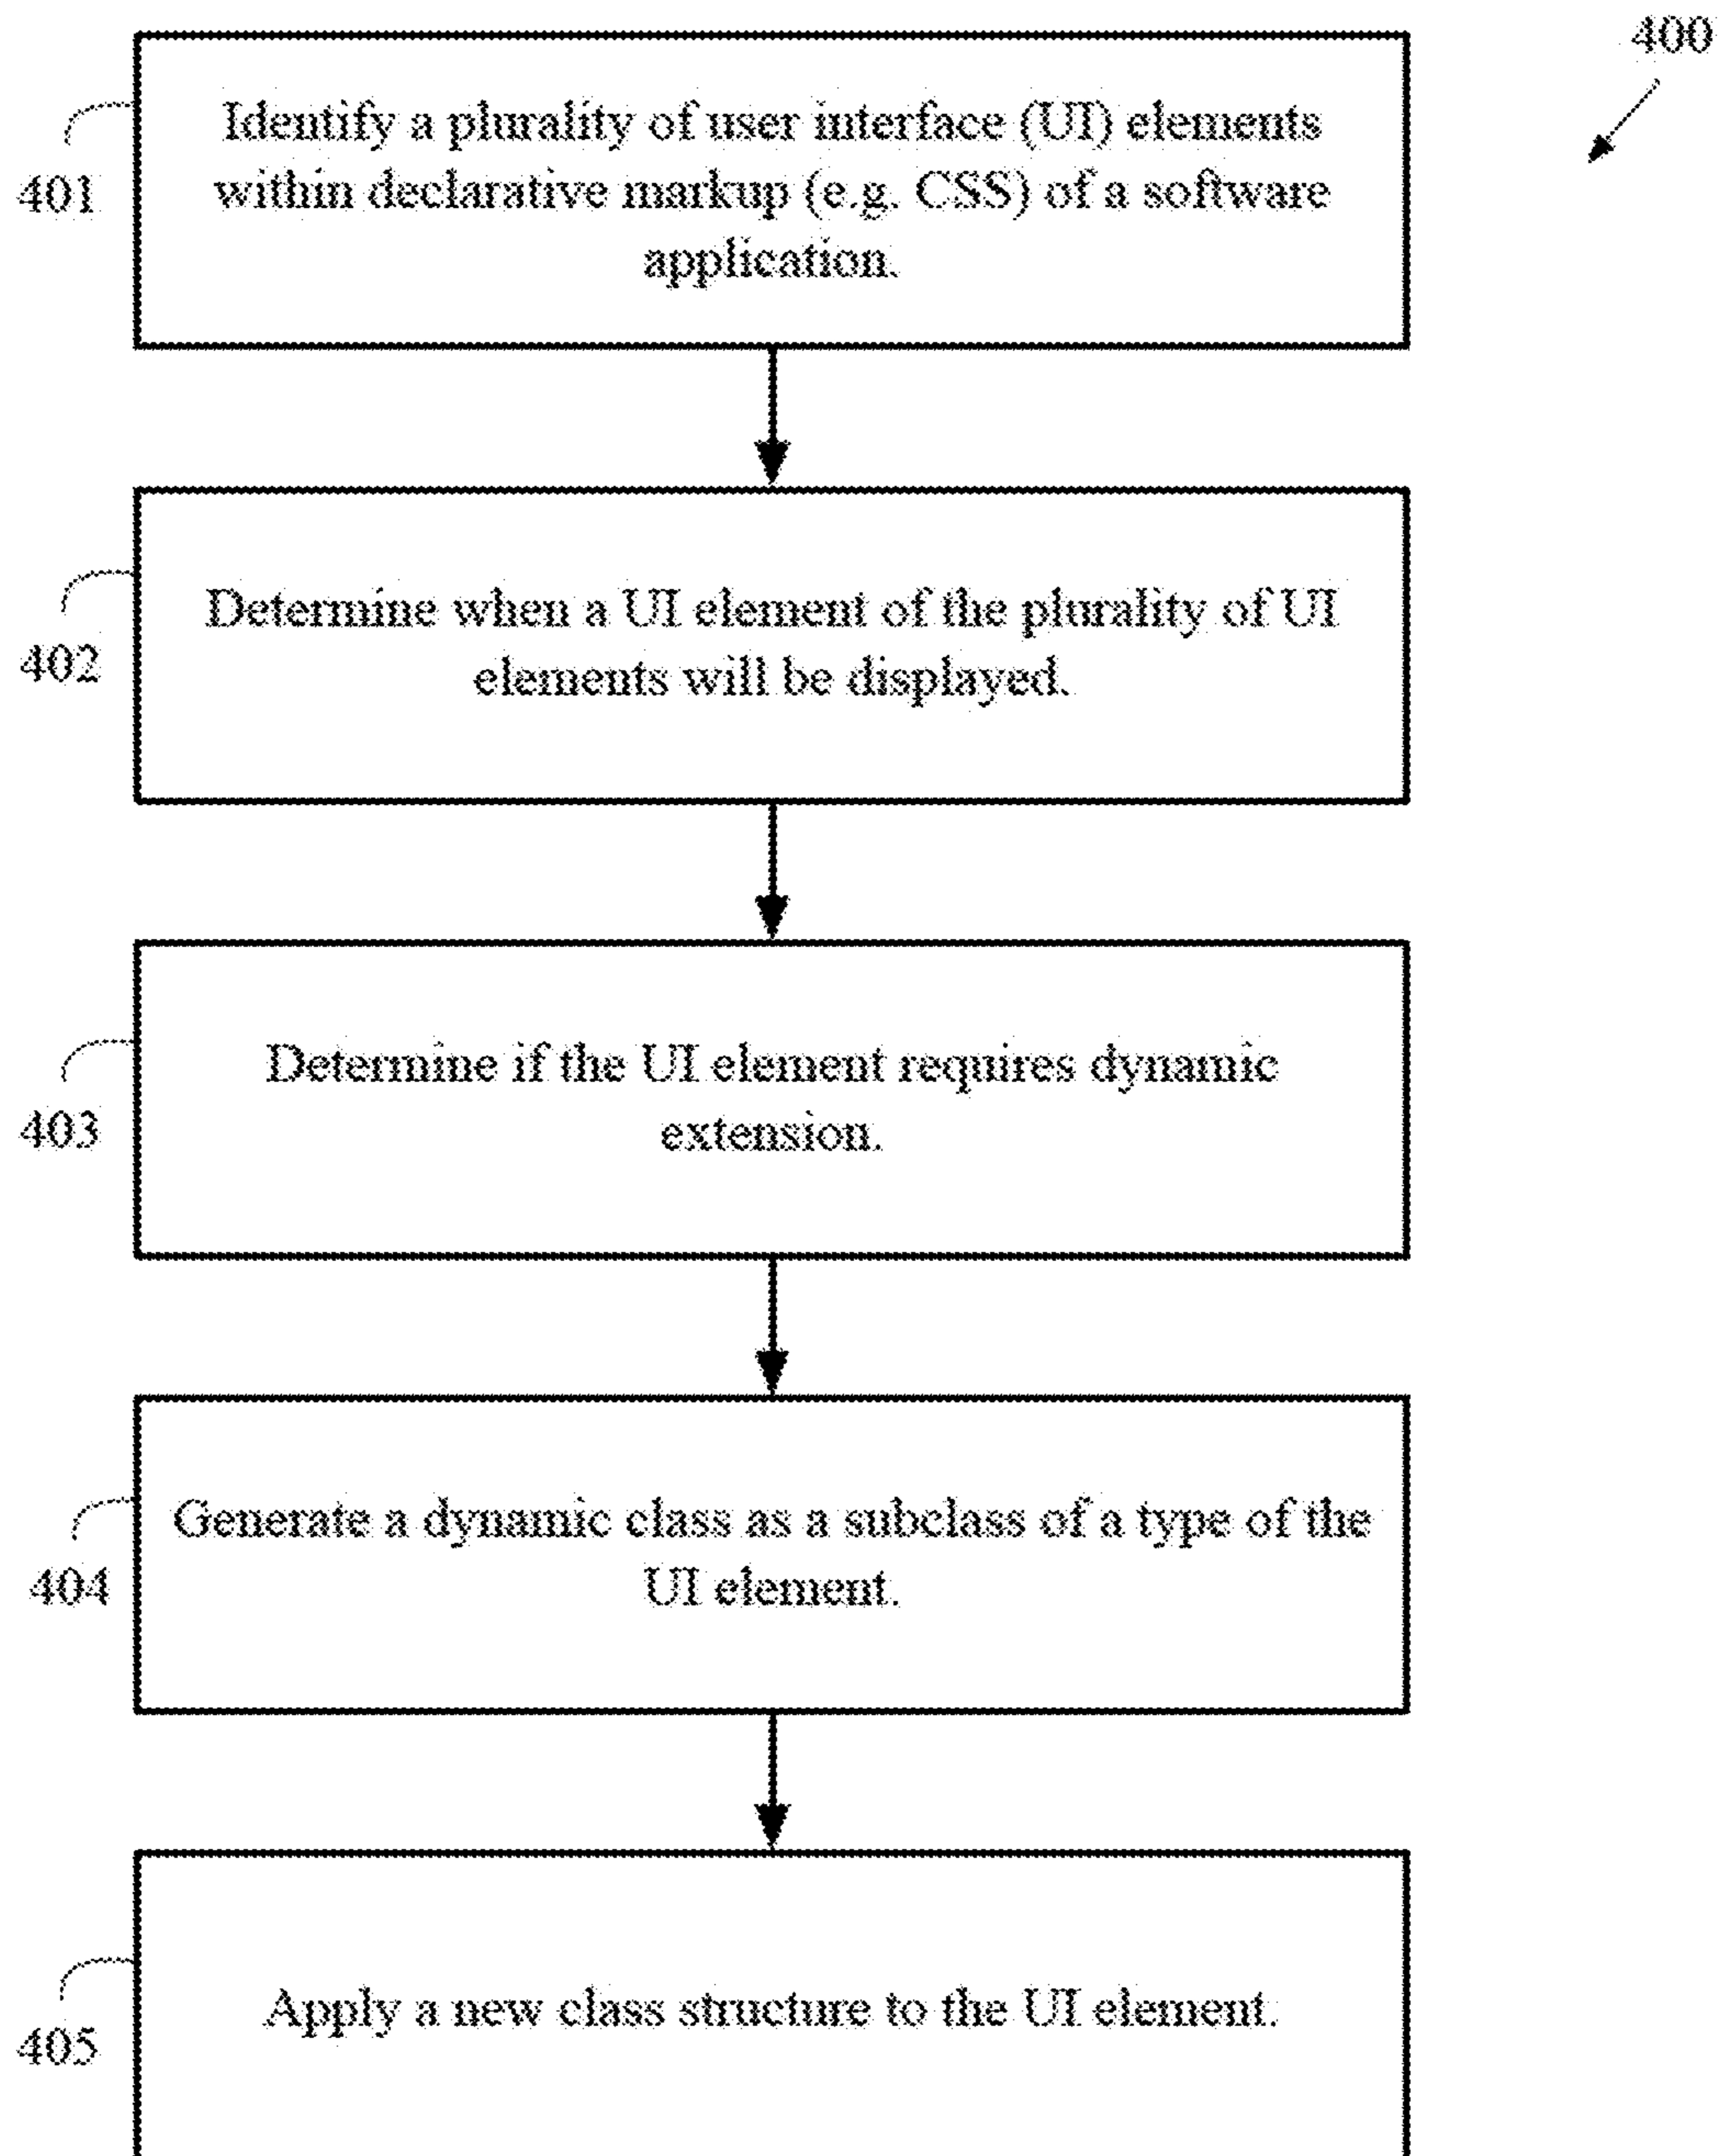 400
Identify a plurality of user interface (UI) elements
within declarative markup (e.g. CSS) of a software
application.
401
Determine when a UI element of the plurality of UI
elements will be displayed.
402
Determine if the UI element requires dynamic
extension.
403
Generate a dynamic class as a subclass of a type of the
UI element.
404
Apply a new class structure to the UI element.
405